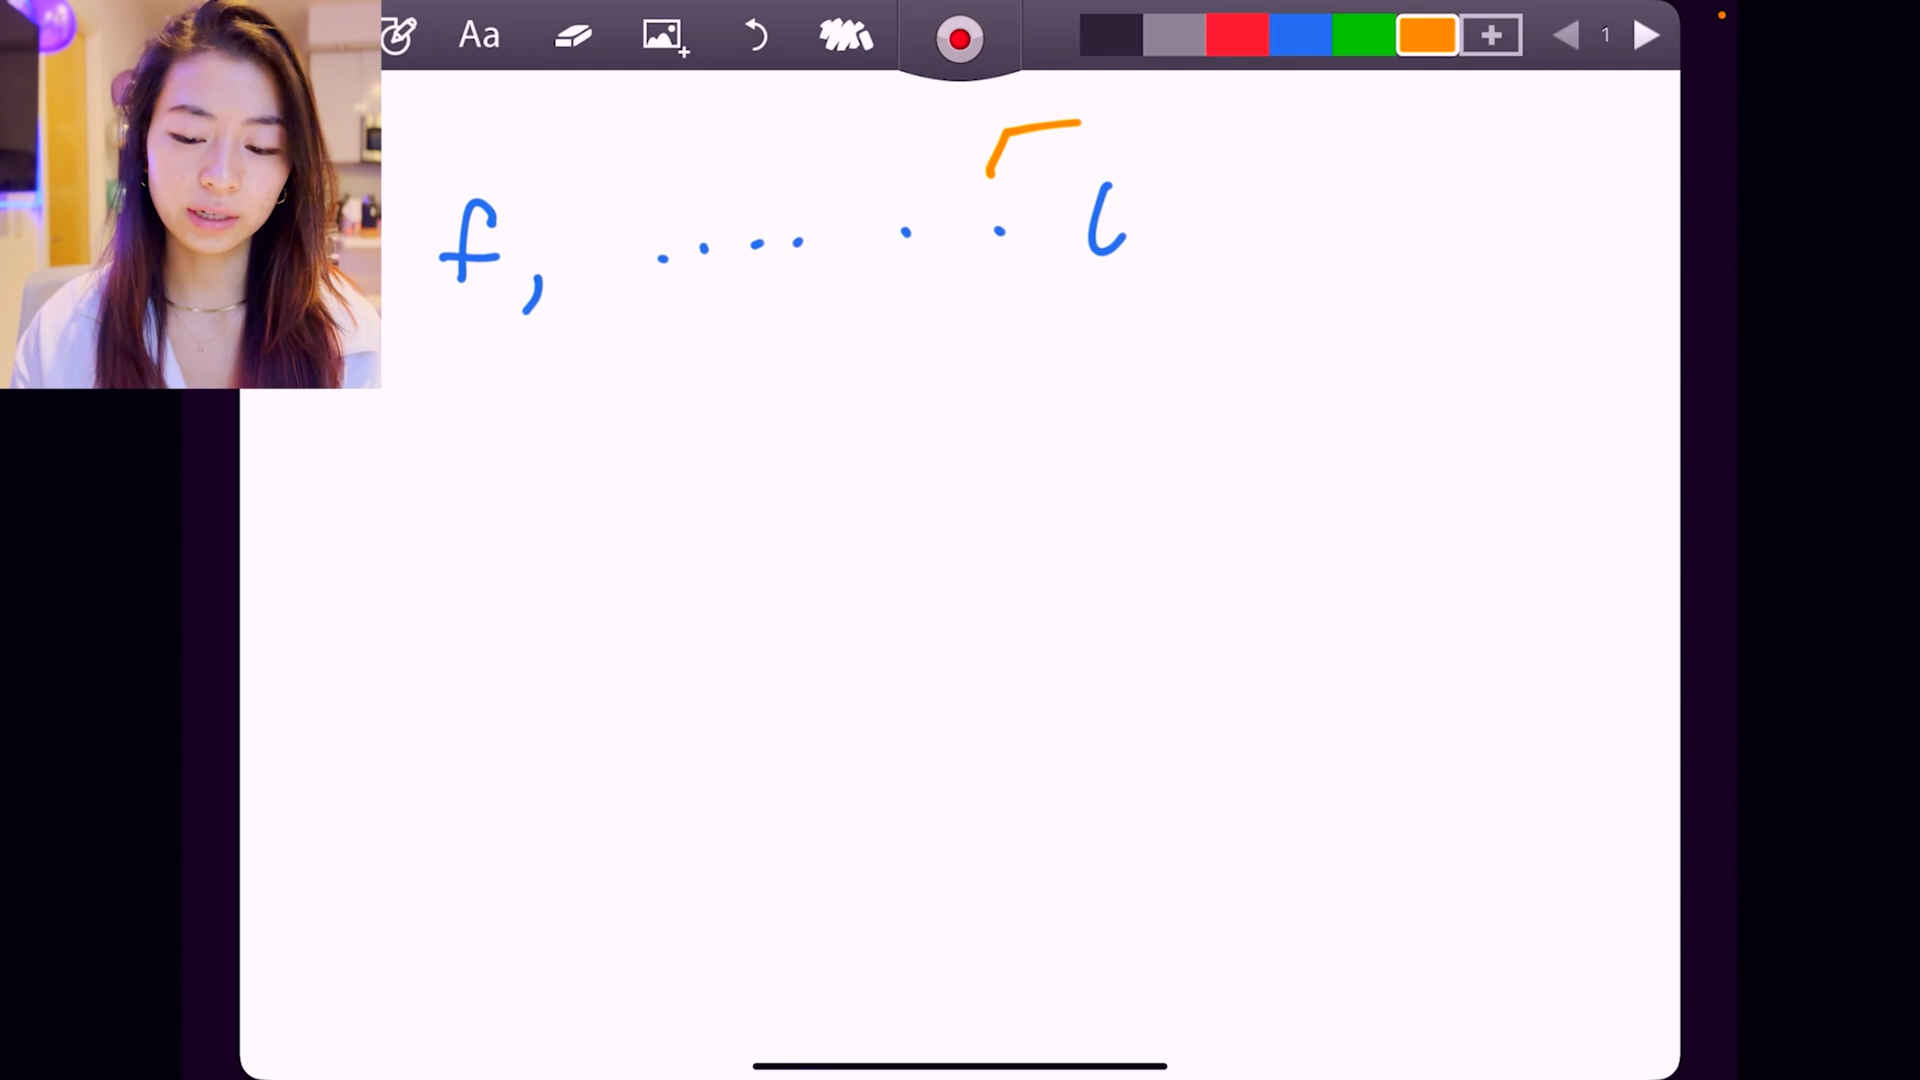 Aa
1
f, .... . . l